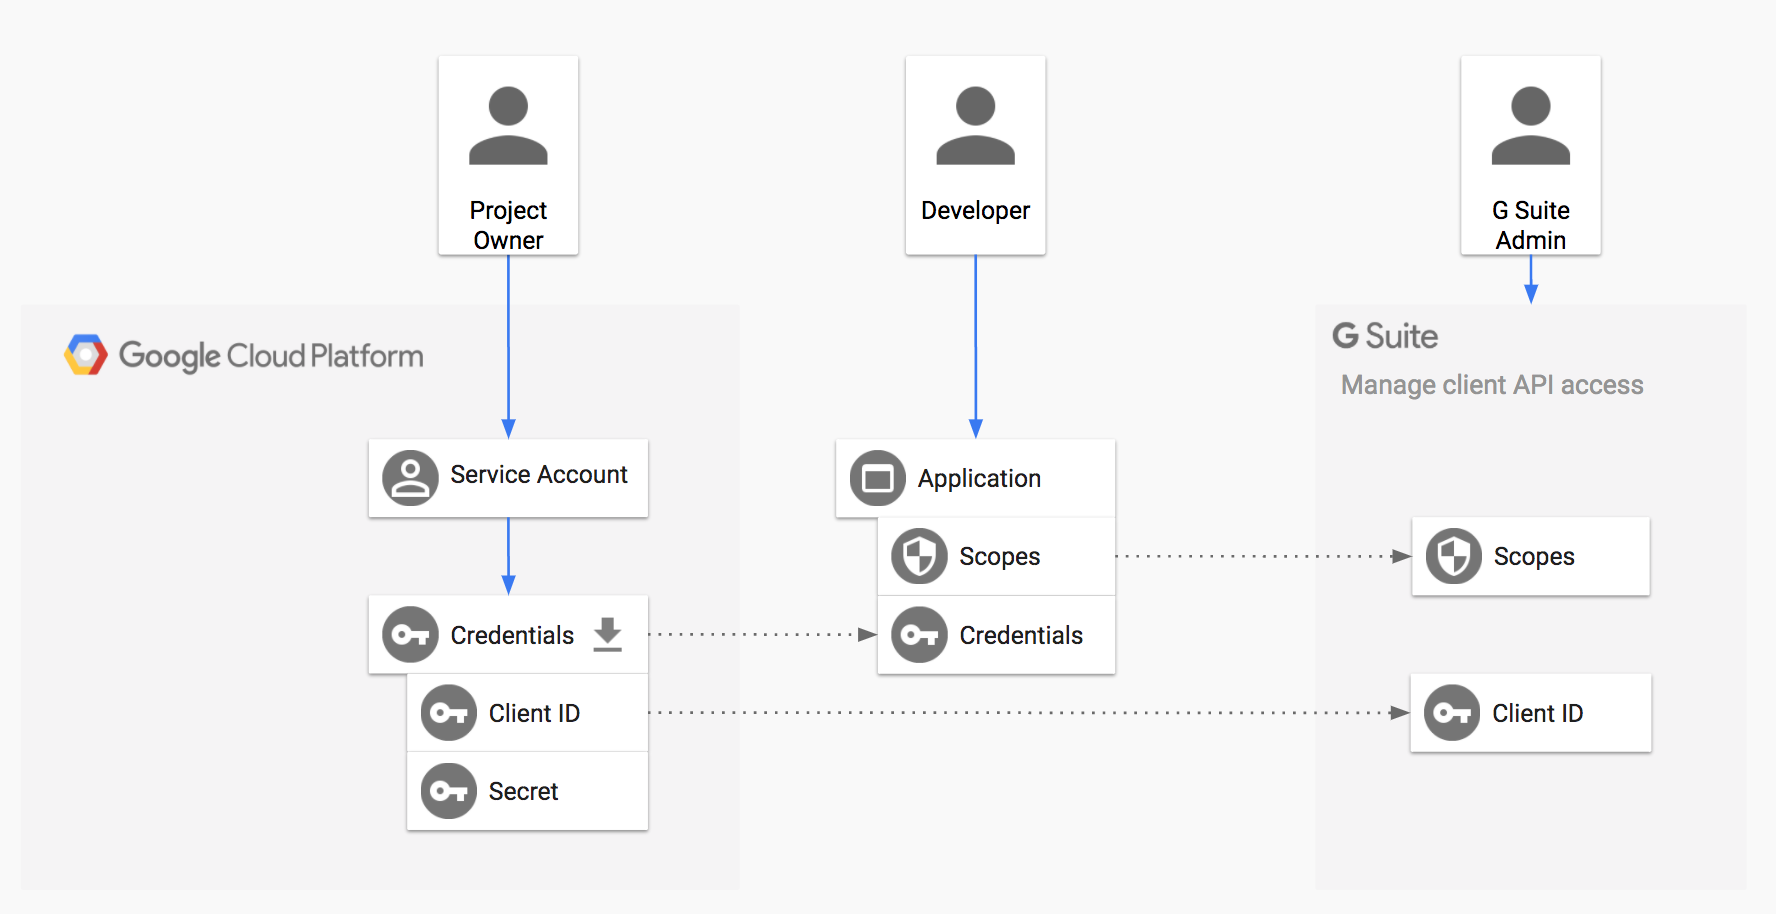 Project
Owner
Developer
G Suite
Admin
Google Cloud Platform
G Suite
Manage client API access
Service Account
Application
Scopes
Scopes
Credentials
Credentials
Client ID
Client ID
Secret